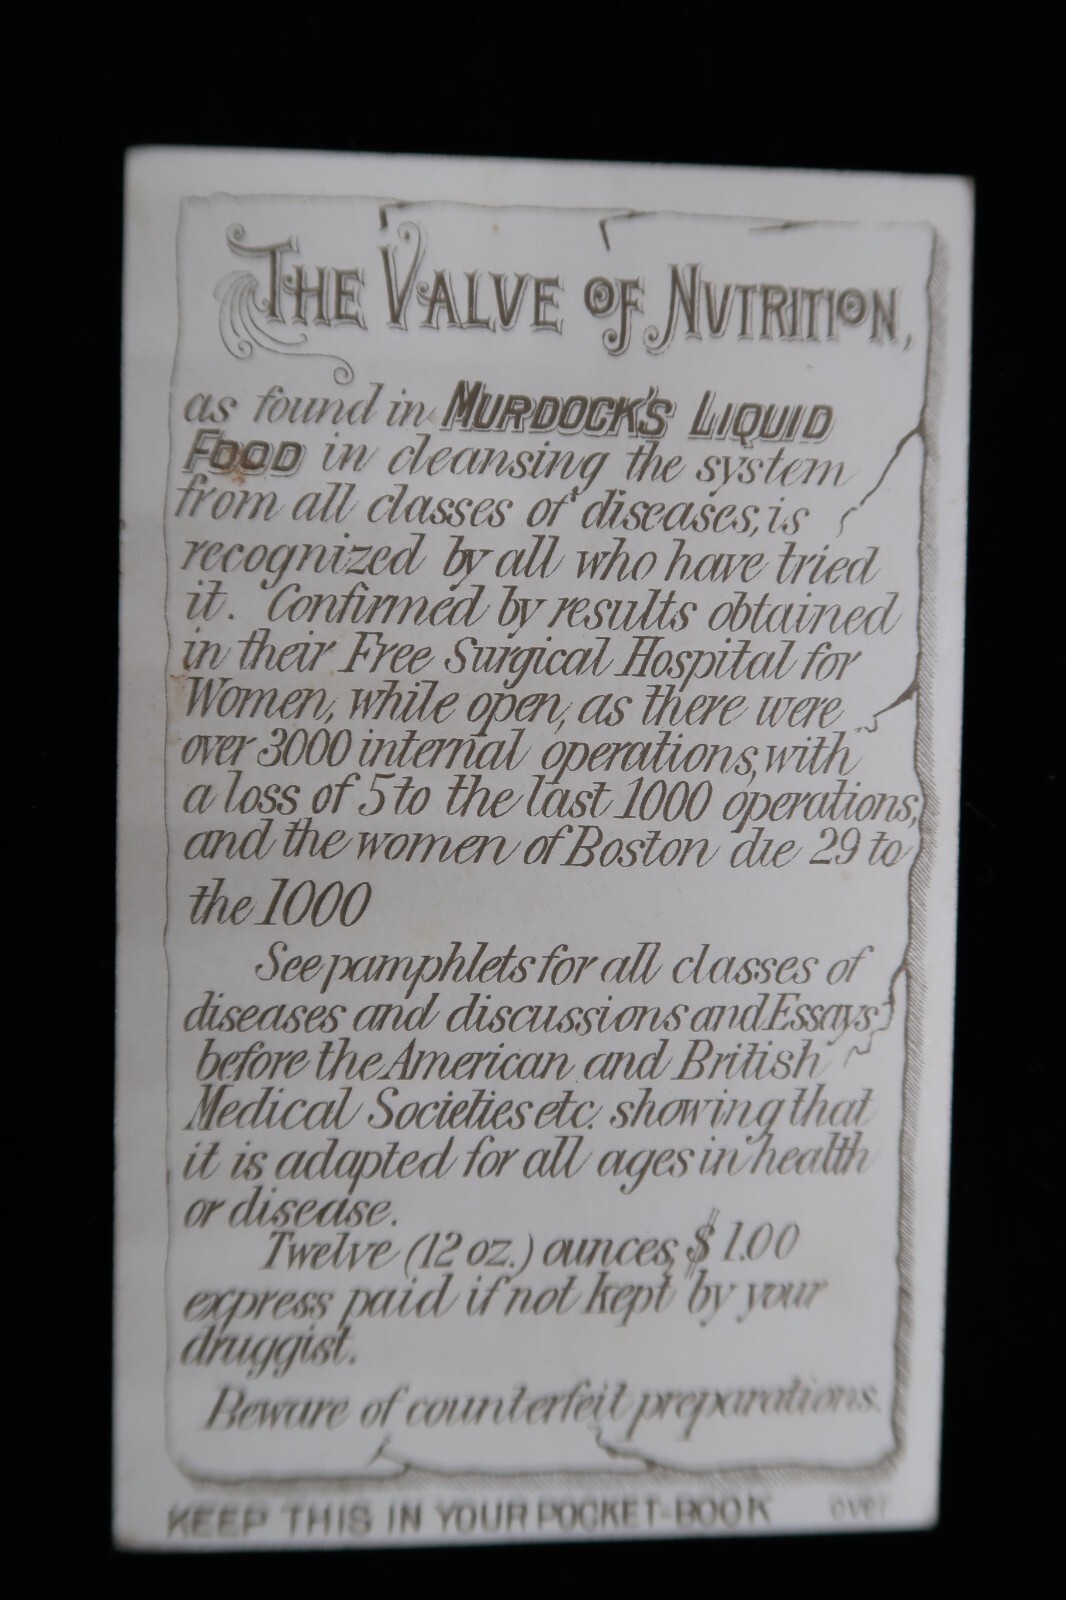 THE VALVE OF NUTRITION,
as found in MURDOCK'S LIQUID
FOOD in cleansing the system
from all classes of diseases, is
recognized by all who have tried
it. Confirmed by results obtained
in their Free Surgical Hospital for
Women, while open, as there were
over 3000 internal operations, with
a loss of 5 to the last 1000 operations,
and the women of Boston die 29 to
the 1000
See pamphlets for all classes of
diseases and discussions and Essays
before the American and British
Medical Societies etc. showing that
it is adapted for all ages in health
or disease.
Twelve (12 oz.) ounces, $1.00
express paid if not kept by your
druggist.
Beware of counterfeit preparations.
KEEP THIS IN YOUR POCKET-BOOK over